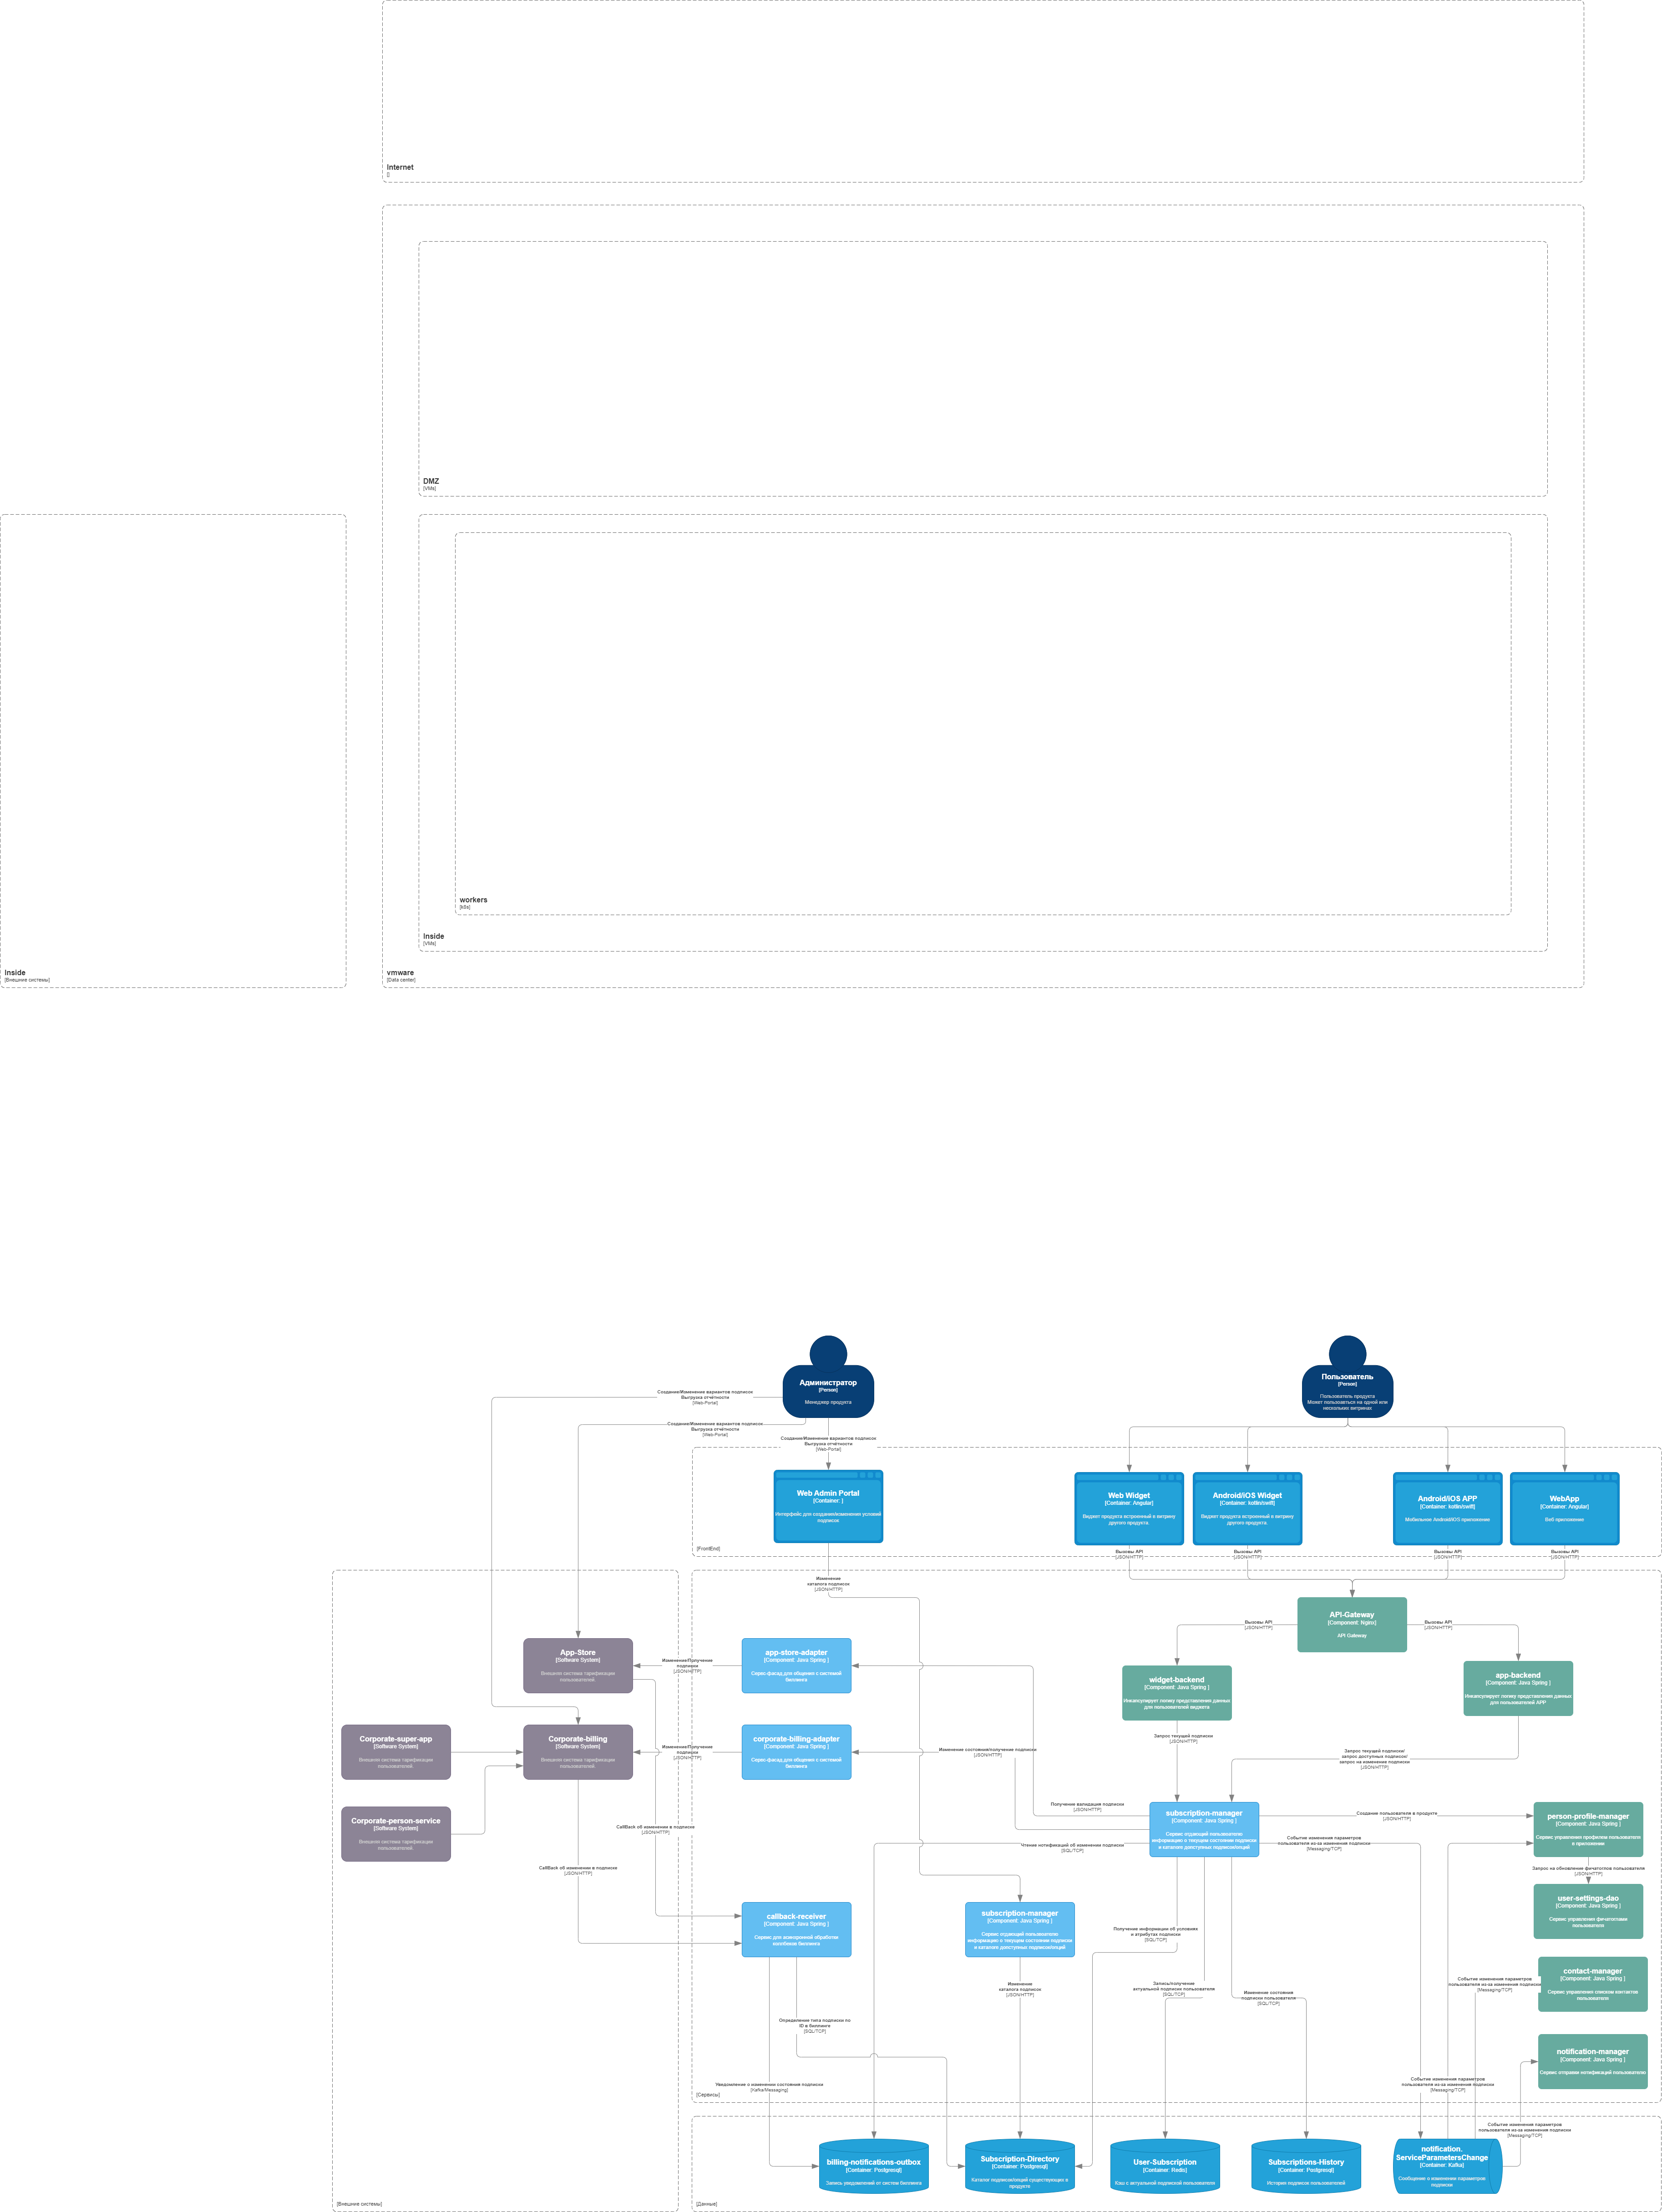 Internet
[]
DMZ
[VMs]
workers
[k8s]
Inside
[VMs]
vmware
[Data center]
Inside
[Внешние системы]
Администратор
[Person]
Менеджер продукта
Пользователь
[Person]
Пользователь продукта
Может пользоваться на одной или
нескольких витринах
Создание/Изменение вариантов подписок
Выгрузка отчётности
[Web-Portal]
Создание/Изменение вариантов подписок
Выгрузка отчётности
[Web-Portal]
Создание/Изменение вариантов подписок
Выгрузка отчётности
[Web-Portal]
Web Admin Portal
[Container: ]
Интерфейс для создания/изменения условий
подписок
Web Widget
[Container: Angular]
Виджет продукта встроенный в витрину
другого продукта
Android/iOS Widget
[Container: kotlin/swift]
Виджет продукта встроенный в витрину
другого продукта
Android/iOS APP
[Container: kotlin/swift]
Мобильное Android/iOS приложение
WebApp
[Container: Angular]
Веб приложение
[FrontEnd]
Вызовы API
[JSON/HTTP]
Вызовы API
[JSON/HTTP]
Вызовы API
[JSON/HTTP]
Вызовы API
[JSON/HTTP]
Изменение
каталога подписок
[JSON/HTTP]
API-Gateway
[Component: Nginx]
API Gateway
Вызовы API
[JSON/HTTP]
Вызовы API
[JSON/HTTP]
App-Store
[Software System]
Внешняя система тарификации
пользователей.
Изменение/Получение
подписки
[JSON/HTTP]
app-store-adapter
[Component: Java Spring ]
Серис-фасад для общения с системой
биллинга
widget-backend
[Component: Java Spring ]
Инкапсулирует логику представления данных
для пользователей виджета
app-backend
[Component: Java Spring ]
Инкапсулирует логику представления данных
для пользователей APP
Corporate-super-app
[Software System]
Внешняя система тарификации
пользователей.
Corporate-billing
[Software System]
Внешняя система тарификации
пользователей.
Изменение/Получение
подписки
[JSON/HTTP]
corporate-billing-adapter
[Component: Java Spring ]
Серис-фасад для общения с системой
биллинга
Изменение состояния/получение подписки
[JSON/HTTP]
Запрос текущей подписки
[JSON/HTTP]
Запрос текущей подписки/
запрос доступных подписок/
запрос на изменение подписки
[JSON/HTTP]
Corporate-person-service
[Software System]
Внешняя система тарификации
пользователей.
CallBack об изменении в подписке
[JSON/HTTP]
CallBack об изменении в подписке
[JSON/HTTP]
Получение валидация подписки
[JSON/HTTP]
subscription-manager
[Component: Java Spring ]
Сервис отдающий пользователю
информацию о текущем состоянии подписки
и каталоге допступных подписок/опций
Создание пользователя в продукте
[JSON/HTTP]
person-profile-manager
[Component: Java Spring ]
Сервис управления профилем пользователя
в приложении
Чтение нотификаций об изменении подписки
[SQL/TCP]
Событие изменения параметров
пользователя из-за изменения подписки
[Messaging/TCP]
Запрос на обновление фичатоглов пользователя
[JSON/HTTP]
user-settings-dao
[Component: Java Spring ]
Сервис управления фичатоглами
пользователя
callback-receiver
[Component: Java Spring ]
Сервис для асинхронной обработки
каллбеков биллинга
subscription-manager
[Component: Java Spring ]
Сервис отдающий пользователю
информацию о текущем состоянии подписки
и каталоге допступных подписок/опций
Получение информации об условиях
и атрибутах подписки
[SQL/TCP]
contact-manager
[Component: Java Spring ]
Сервис управления списком контактов
пользователя
Изменение
каталога подписок
[JSON/HTTP]
Запись/получение
актуальной подписки пользователя
[SQL/TCP]
Изменение состояния
подписки пользователя
[SQL/TCP]
Событие изменения параметров
пользователя из-за изменения подписки
[Messaging/TCP]
Определение типа подписки по
ID в биллинге
[SQL/TCP]
notification-manager
[Component: Java Spring ]
Сервис отправки нотификаций пользователю
Уведомление о изменении состояния подписки
[Kafka/Messaging]
Событие изменения параметров
пользователя из-за изменения подписки
[Messaging/TCP]
[Сервисы]
Событие изменения параметров
пользователя из-за изменения подписки
[Messaging/TCP]
billing-notifications-outbox
[Container: Postgresql]
Запись уведомлений от систем биллинга
Subscription-Directory
[Container: Postgresql]
Каталог подписок/опций существующих в
продукте
User-Subscription
[Container: Redis]
Кэш с актуальной подпиской пользователя
Subscriptions-History
[Container: Postgresql]
История подписок пользователей
notification.
ServiceParametersChange
[Container: Kafka]
Сообщение о изменении параметров
подписки
[Внешние системы]
[Данные]